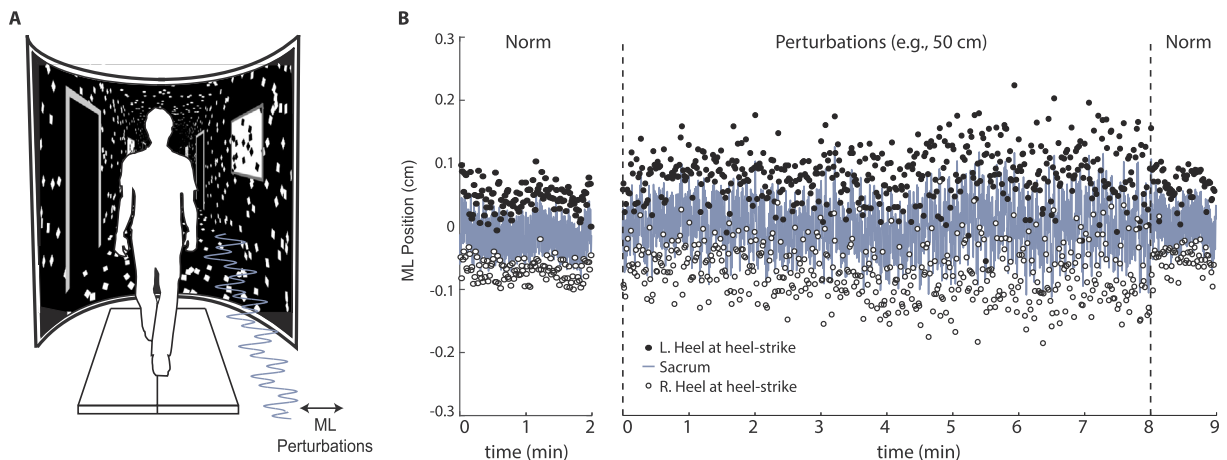 A
ML
Perturbations
B
Norm
Perturbations (e.g., 50 cm)
Norm
ML Position (cm)
0.3
0.2
0.1
0
-0.1
-0.2
-0.3
L. Heel at heel-strike
Sacrum
R. Heel at heel-strike
0 1 2
time (min)
0 1 2 3 4 5 6 7 8 9
time (min)